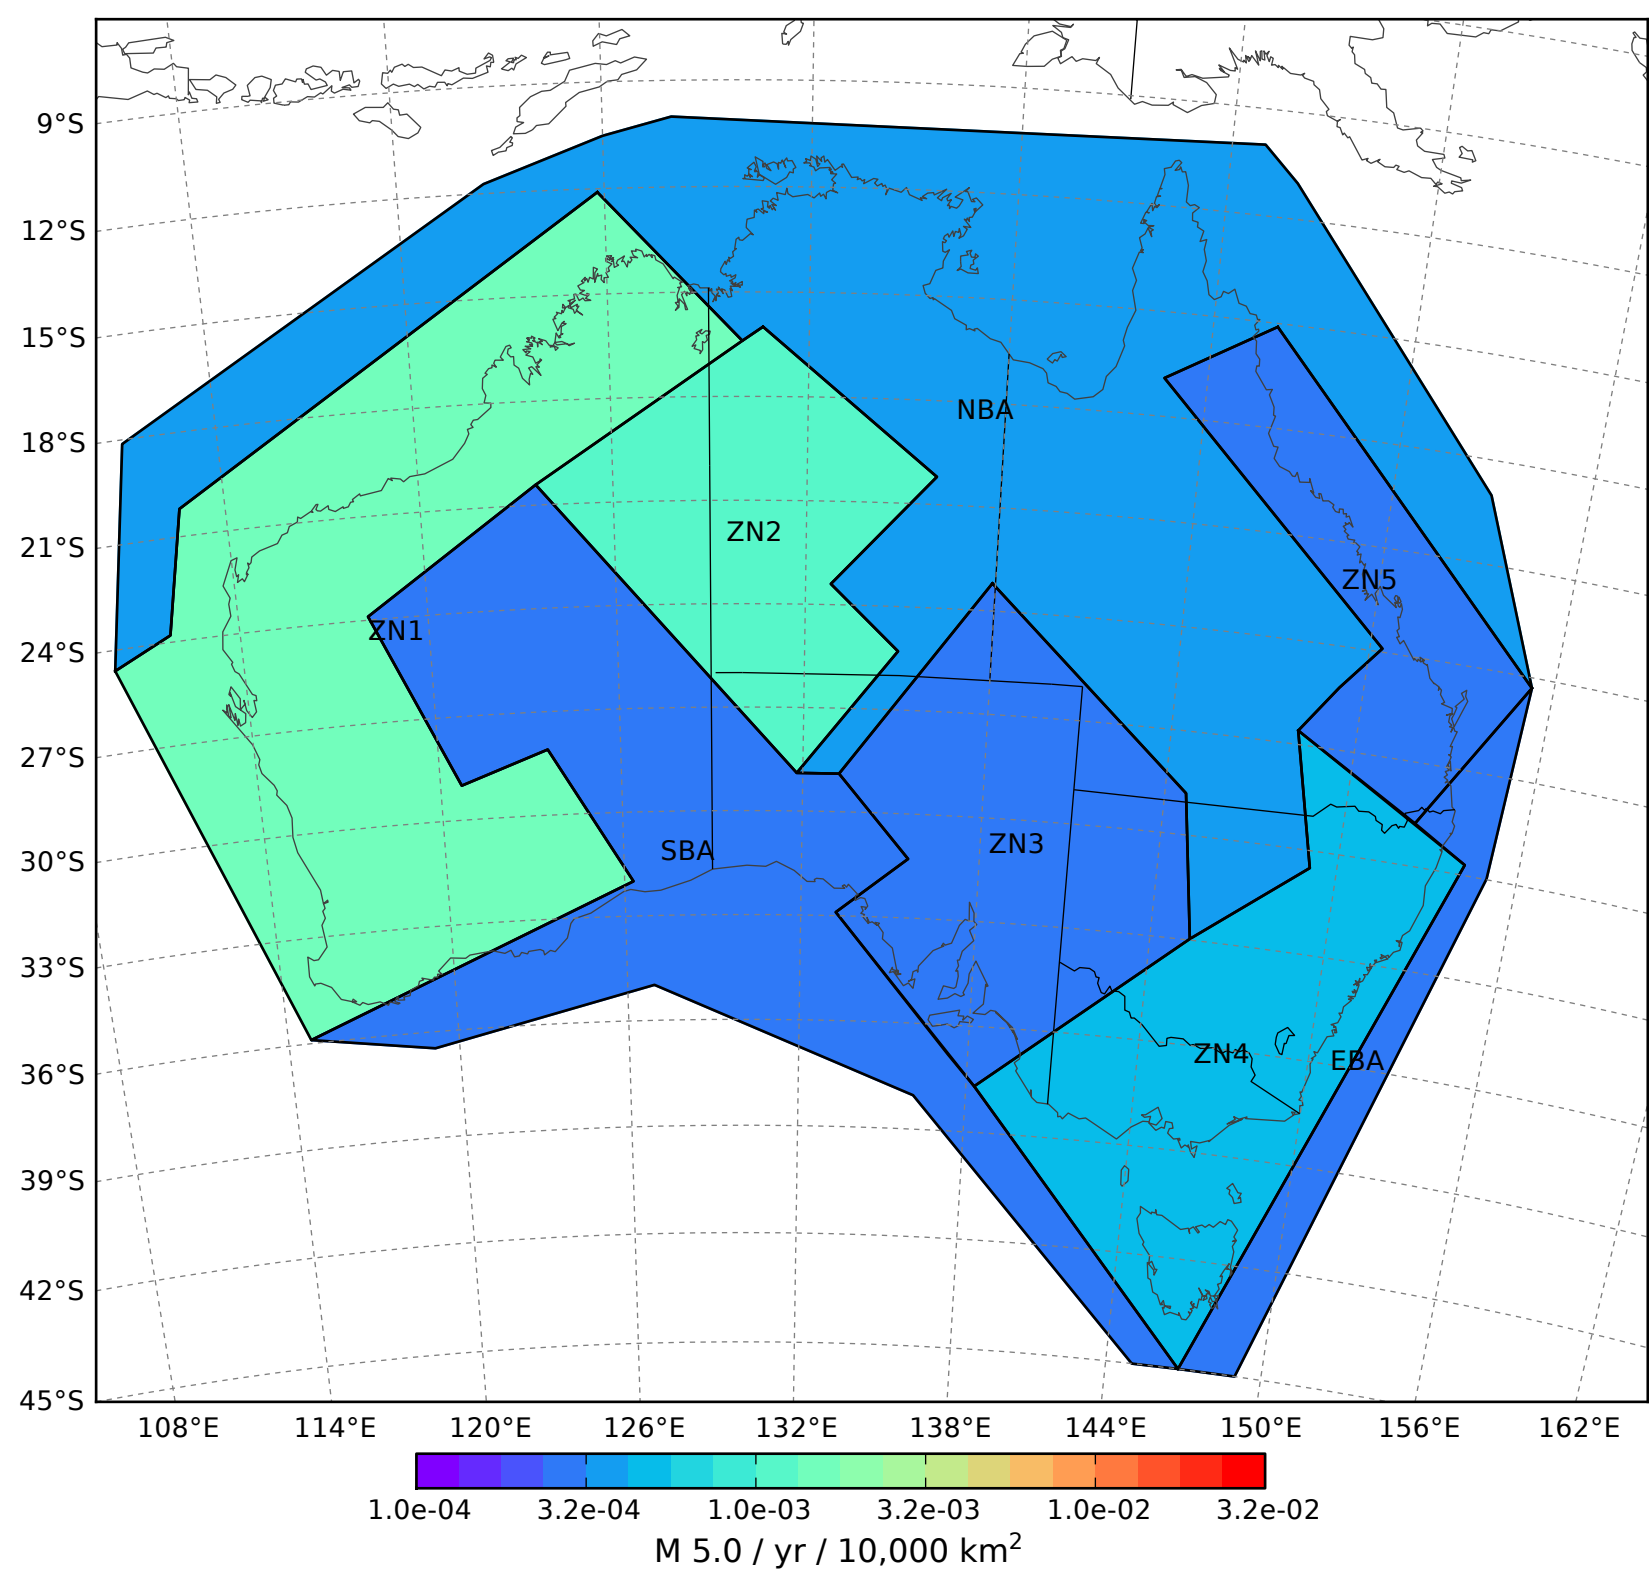 9°S
12°S
15°S
18°S
NBA
21°S
ZN2
ZN5
24°S
ZN1
27°S
30°S
SBA
ZN3
33°S
36°S
ZN4
EBA
39°S
42°S
45°S
108°E 114°E 120°E 126°E 132°E 138°E 144°E 150°E 156°E 162°E
1.0e-04 3.2e-04 1.0e-03 3.2e-03 1.0e-02 3.2e-02
M 5.0 / yr / 10,000 km²